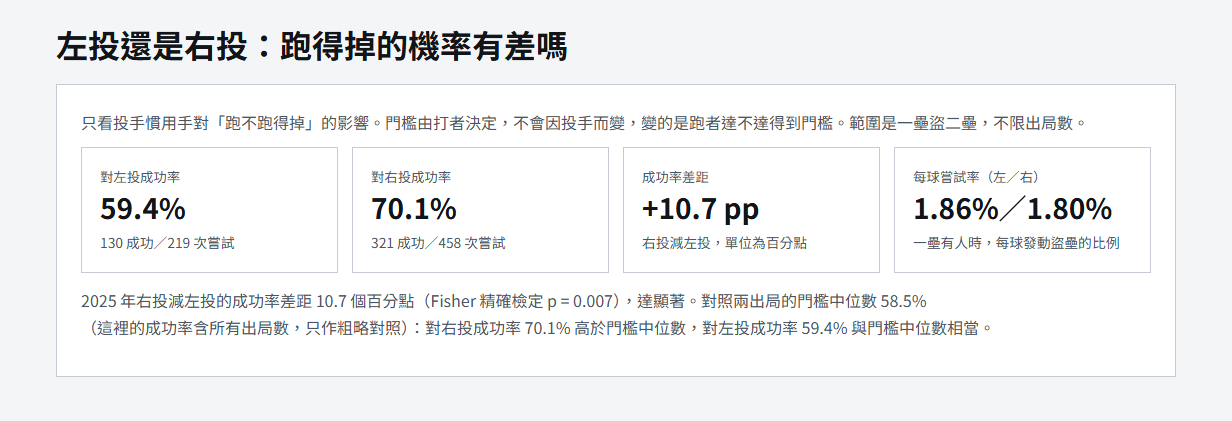 左投還是右投：跑得掉的機率有差嗎
只看投手慣用手對「跑不跑得掉」的影響。門檻由打者決定，不會因投手而變，變的是跑者達不達得到門檻。範圍是一壘盜二壘，不限出局數。
對左投成功率
59.4%
130 成功／219 次嘗試
對右投成功率
70.1%
321 成功／458 次嘗試
成功率差距
+10.7 pp
右投減左投，單位為百分點
每球嘗試率（左／右）
1.86%／1.80%
一壘有人時，每球發動盜壘的比例
2025 年右投減左投的成功率差距 10.7 個百分點（Fisher 精確檢定 p = 0.007），達顯著。對照兩出局的門檻中位數 58.5%
（這裡的成功率含所有出局數，只作粗略對照）：對右投成功率 70.1% 高於門檻中位數，對左投成功率 59.4% 與門檻中位數相當。